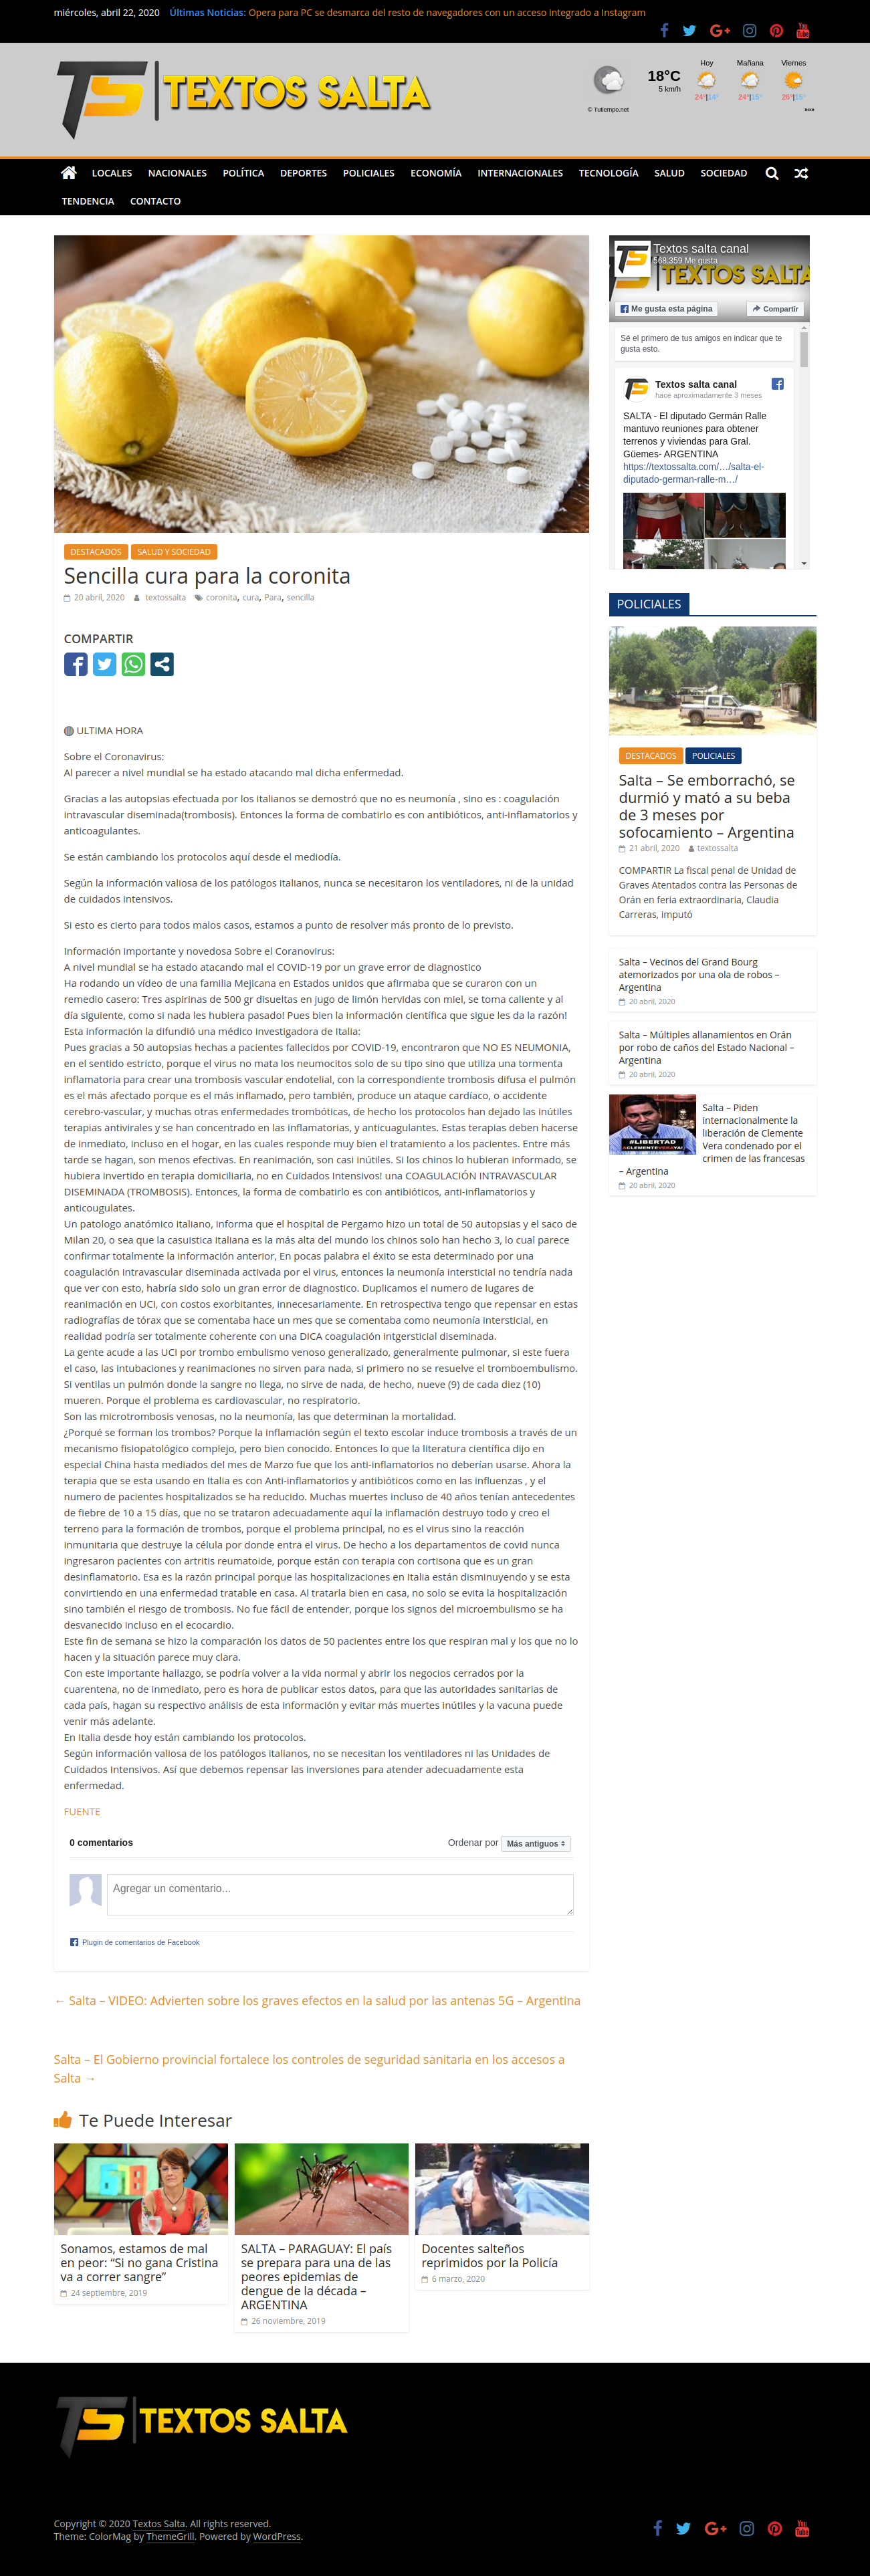 miércoles, abril 22, 2020 Últimas Noticias: Opera para PC se desmarca del resto de navegadores con un acceso integrado a Instagram
TEXTOS SALTA
18°C
5 km/h
Hoy
24°|14°
Mañana
24°|15°
Viernes
26°|15°
© Tutiempo.net
LOCALES NACIONALES POLÍTICA DEPORTES POLICIALES ECONOMÍA INTERNACIONALES TECNOLOGÍA SALUD SOCIEDAD
TENDENCIA CONTACTO
DESTACADOS SALUD Y SOCIEDAD
Sencilla cura para la coronita
20 abril, 2020 textossalta coronita, cura, Para, sencilla
COMPARTIR
ULTIMA HORA
Sobre el Coronavirus:
Al parecer a nivel mundial se ha estado atacando mal dicha enfermedad.
Gracias a las autopsias efectuada por los italianos se demostró que no es neumonía , sino es : coagulación
intravascular diseminada(trombosis). Entonces la forma de combatirlo es con antibióticos, anti-inflamatorios y
anticoagulantes.
Se están cambiando los protocolos aquí desde el mediodía.
Según la información valiosa de los patólogos italianos, nunca se necesitaron los ventiladores, ni de la unidad
de cuidados intensivos.
Si esto es cierto para todos malos casos, estamos a punto de resolver más pronto de lo previsto.
Información importante y novedosa Sobre el Coranovirus:
A nivel mundial se ha estado atacando mal el COVID-19 por un grave error de diagnostico
Ha rodando un vídeo de una familia Mejicana en Estados unidos que afirmaba que se curaron con un
remedio casero: Tres aspirinas de 500 gr disueltas en jugo de limón hervidas con miel, se toma caliente y al
día siguiente, como si nada les hubiera pasado! Pues bien la información científica que sigue les da la razón!
Esta información la difundió una médico investigadora de Italia:
Pues gracias a 50 autopsias hechas a pacientes fallecidos por COVID-19, encontraron que NO ES NEUMONIA,
en el sentido estricto, porque el virus no mata los neumocitos solo de su tipo sino que utiliza una tormenta
inflamatoria para crear una trombosis vascular endotelial, con la correspondiente trombosis difusa el pulmón
es el más afectado porque es el más inflamado, pero también, produce un ataque cardíaco, o accidente
cerebro-vascular, y muchas otras enfermedades trombóticas, de hecho los protocolos han dejado las inútiles
terapias antivirales y se han concentrado en las inflamatorias, y anticuagulantes. Estas terapias deben hacerse
de inmediato, incluso en el hogar, en las cuales responde muy bien el tratamiento a los pacientes. Entre más
tarde se hagan, son menos efectivas. En reanimación, son casi inútiles. Si los chinos lo hubieran informado, se
hubiera invertido en terapia domiciliaria, no en Cuidados Intensivos! una COAGULACIÓN INTRAVASCULAR
DISEMINADA (TROMBOSIS). Entonces, la forma de combatirlo es con antibióticos, anti-inflamatorios y
anticougulates.
Un patologo anatómico italiano, informa que el hospital de Pergamo hizo un total de 50 autopsias y el saco de
Milan 20, o sea que la casuistica italiana es la más alta del mundo los chinos solo han hecho 3, lo cual parece
confirmar totalmente la información anterior, En pocas palabra el éxito se esta determinado por una
coagulación intravascular diseminada activada por el virus, entonces la neumonía intersticial no tendría nada
que ver con esto, habría sido solo un gran error de diagnostico. Duplicamos el numero de lugares de
reanimación en UCI, con costos exorbitantes, innecesariamente. En retrospectiva tengo que repensar en estas
radiografías de tórax que se comentaba hace un mes que se comentaba como neumonía intersticial, en
realidad podría ser totalmente coherente con una DICA coagulación intgersticial diseminada.
La gente acude a las UCI por trombo embulismo venoso generalizado, generalmente pulmonar, si este fuera
el caso, las intubaciones y reanimaciones no sirven para nada, si primero no se resuelve el tromboembulismo.
Si ventilas un pulmón donde la sangre no llega, no sirve de nada, de hecho, nueve (9) de cada diez (10)
mueren. Porque el problema es cardiovascular, no respiratorio.
Son las microtrombosis venosas, no la neumonía, las que determinan la mortalidad.
¿Porqué se forman los trombos? Porque la inflamación según el texto escolar induce trombosis a través de un
mecanismo fisiopatológico complejo, pero bien conocido. Entonces lo que la literatura científica dijo en
especial China hasta mediados del mes de Marzo fue que los anti-inflamatorios no deberían usarse. Ahora la
terapia que se esta usando en Italia es con Anti-inflamatorios y antibióticos como en las influenzas , y el
numero de pacientes hospitalizados se ha reducido. Muchas muertes incluso de 40 años tenían antecedentes
de fiebre de 10 a 15 días, que no se trataron adecuadamente aquí la inflamación destruyo todo y creo el
terreno para la formación de trombos, porque el problema principal, no es el virus sino la reacción
inmunitaria que destruye la célula por donde entra el virus. De hecho a los departamentos de covid nunca
ingresaron pacientes con artritis reumatoide, porque están con terapia con cortisona que es un gran
desinflamatorio. Esa es la razón principal porque las hospitalizaciones en Italia están disminuyendo y se esta
convirtiendo en una enfermedad tratable en casa. Al tratarla bien en casa, no solo se evita la hospitalización
sino también el riesgo de trombosis. No fue fácil de entender, porque los signos del microembulismo se ha
desvanecido incluso en el ecocardio.
Este fin de semana se hizo la comparación los datos de 50 pacientes entre los que respiran mal y los que no lo
hacen y la situación parece muy clara.
Con este importante hallazgo, se podría volver a la vida normal y abrir los negocios cerrados por la
cuarentena, no de inmediato, pero es hora de publicar estos datos, para que las autoridades sanitarias de
cada país, hagan su respectivo análisis de esta información y evitar más muertes inútiles y la vacuna puede
venir más adelante.
En Italia desde hoy están cambiando los protocolos.
Según información valiosa de los patólogos italianos, no se necesitan los ventiladores ni las Unidades de
Cuidados Intensivos. Así que debemos repensar las inversiones para atender adecuadamente esta
enfermedad.
FUENTE
0 comentarios Ordenar por Más antiguos
Agregar un comentario...
Plugin de comentarios de Facebook
← Salta – VIDEO: Advierten sobre los graves efectos en la salud por las antenas 5G – Argentina
Salta – El Gobierno provincial fortalece los controles de seguridad sanitaria en los accesos a
Salta →
Te Puede Interesar
Sonamos, estamos de mal
en peor: “Si no gana Cristina
va a correr sangre”
24 septiembre, 2019
SALTA – PARAGUAY: El país
se prepara para una de las
peores epidemias de
dengue de la década –
ARGENTINA
26 noviembre, 2019
Docentes salteños
reprimidos por la Policía
6 marzo, 2020
Textos salta canal
568.359 Me gusta
TEXTOS SALTA
Me gusta esta página Compartir
Sé el primero de tus amigos en indicar que te
gusta esto.
Textos salta canal
hace aproximadamente 3 meses
SALTA - El diputado Germán Ralle
mantuvo reuniones para obtener
terrenos y viviendas para Gral.
Güemes- ARGENTINA
https://textossalta.com/…/salta-el-
diputado-german-ralle-m…/
POLICIALES
731
DESTACADOS POLICIALES
Salta – Se emborrachó, se
durmió y mató a su beba
de 3 meses por
sofocamiento – Argentina
21 abril, 2020 textossalta
COMPARTIR La fiscal penal de Unidad de
Graves Atentados contra las Personas de
Orán en feria extraordinaria, Claudia
Carreras, imputó
Salta – Vecinos del Grand Bourg
atemorizados por una ola de robos –
Argentina
20 abril, 2020
Salta – Múltiples allanamientos en Orán
por robo de caños del Estado Nacional –
Argentina
20 abril, 2020
#LIBERTAD
ACLEMENTEVERAYA!
Salta – Piden
internacionalmente la
liberación de Clemente
Vera condenado por el
crimen de las francesas
– Argentina
20 abril, 2020
TEXTOS SALTA
Copyright © 2020 Textos Salta. All rights reserved.
Theme: ColorMag by ThemeGrill. Powered by WordPress.